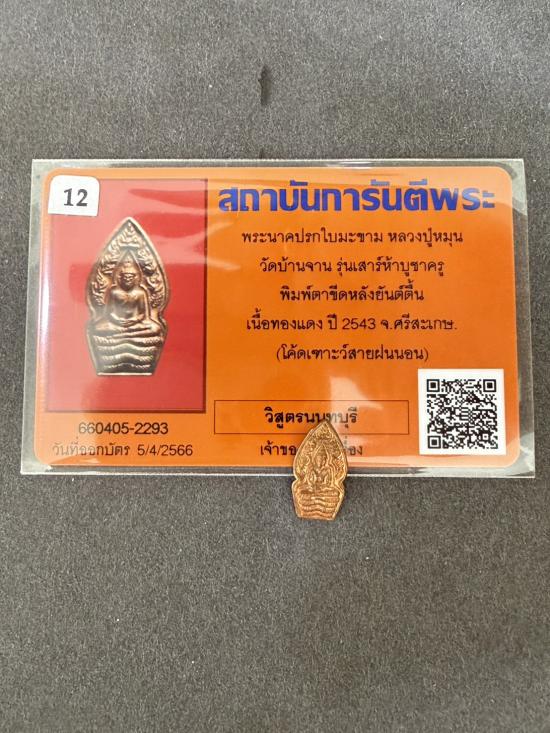 12
สถาบันการันตีพระ
พระนาคปรกใบมะขาม หลวงปู่หมุน
วัดบ้านจาน รุ่นเสาร์ห้าบูชาครู
พิมพ์ตาขีดหลังยันต์ตื้น
เนื้อทองแดง ปี 2543 จ.ศรีสะเกษ.
(โค้ดเฑาะว์สายฝนนอน)
วิสูตรนนทบุรี
660405-2293
วันที่ออกบัตร 5/4/2566